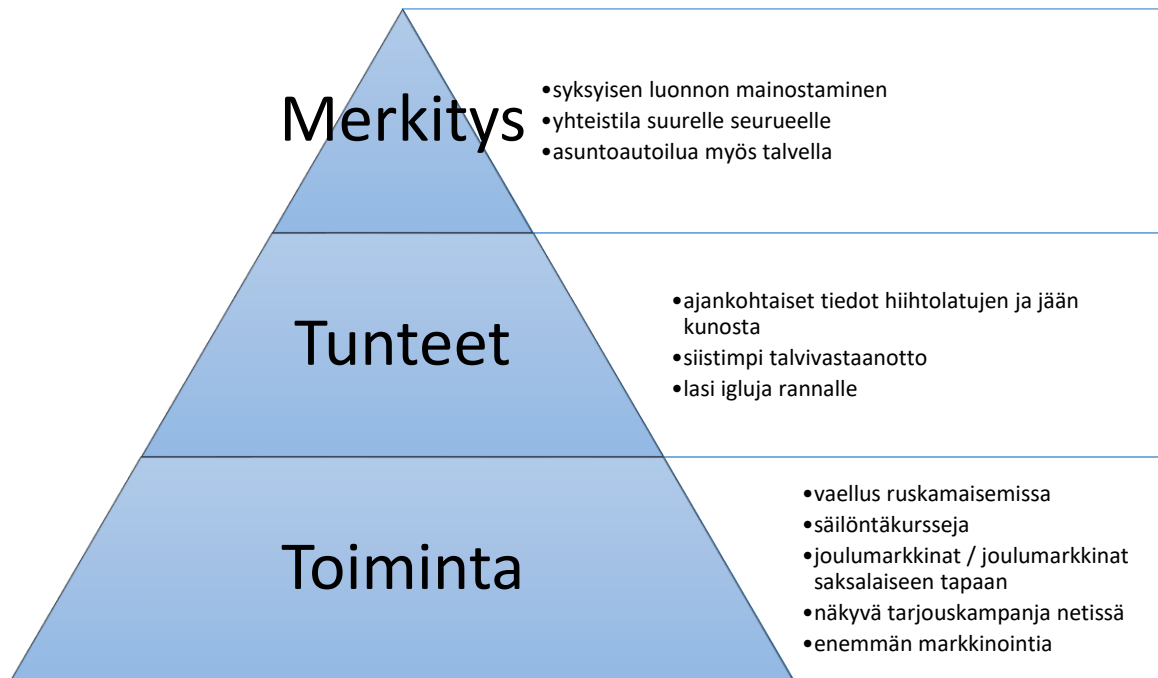 Merkitys
•syksyisen luonnon mainostaminen
•yhteistila suurelle seurueelle
•asuntoautoilua myös talvella
Tunteet
•ajankohtaiset tiedot hiihtolatujen ja jään
kunosta
•siistimpi talvivastaanotto
•lasi igluja rannalle
Toiminta
•vaellus ruskamaisemissa
•säilöntäkursseja
•joulumarkkinat / joulumarkkinat
saksalaiseen tapaan
•näkyvä tarjouskampanja netissä
•enemmän markkinointia